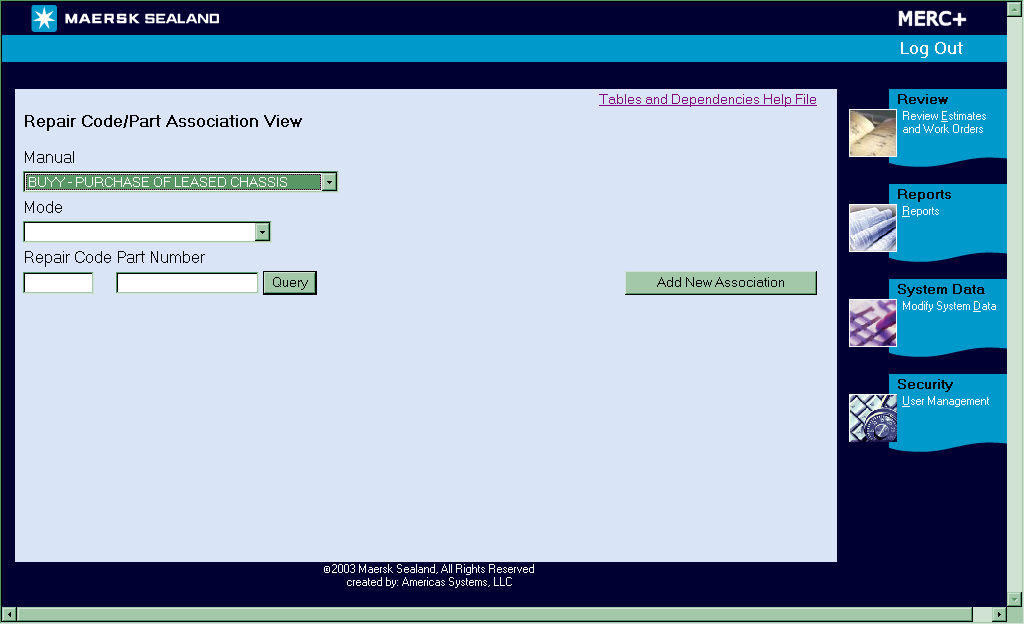 MAERSK SEALAND
MERC+
Log Out
Tables and Dependencies Help File
Repair Code/Part Association View
Manual
BUYY - PURCHASE OF LEASED CHASSIS
Mode
Repair Code Part Number
Query
Add New Association
Review
Review Estimates
and Work Orders
Reports
Reports
System Data
Modify System Data
Security
User Management
©2003 Maersk Sealand, All Rights Reserved
created by: Americas Systems, LLC